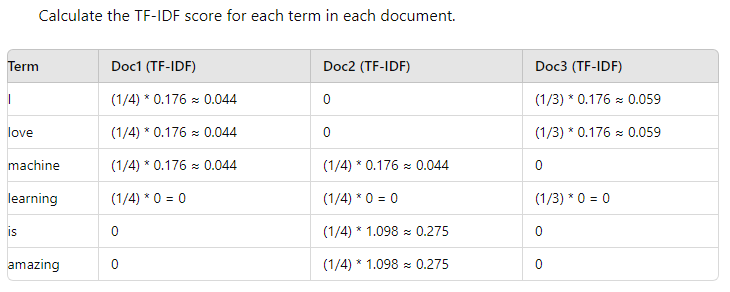 Calculate the TF-IDF score for each term in each document.
Term Doc1 (TF-IDF) Doc2 (TF-IDF) Doc3 (TF-IDF)
I (1/4) * 0.176 ≈ 0.044 0 (1/3) * 0.176 ≈ 0.059
love (1/4) * 0.176 ≈ 0.044 0 (1/3) * 0.176 ≈ 0.059
machine (1/4) * 0.176 ≈ 0.044 (1/4) * 0.176 ≈ 0.044 0
learning (1/4) * 0 = 0 (1/4) * 0 = 0 (1/3) * 0 = 0
is 0 (1/4) * 1.098 ≈ 0.275 0
amazing 0 (1/4) * 1.098 ≈ 0.275 0